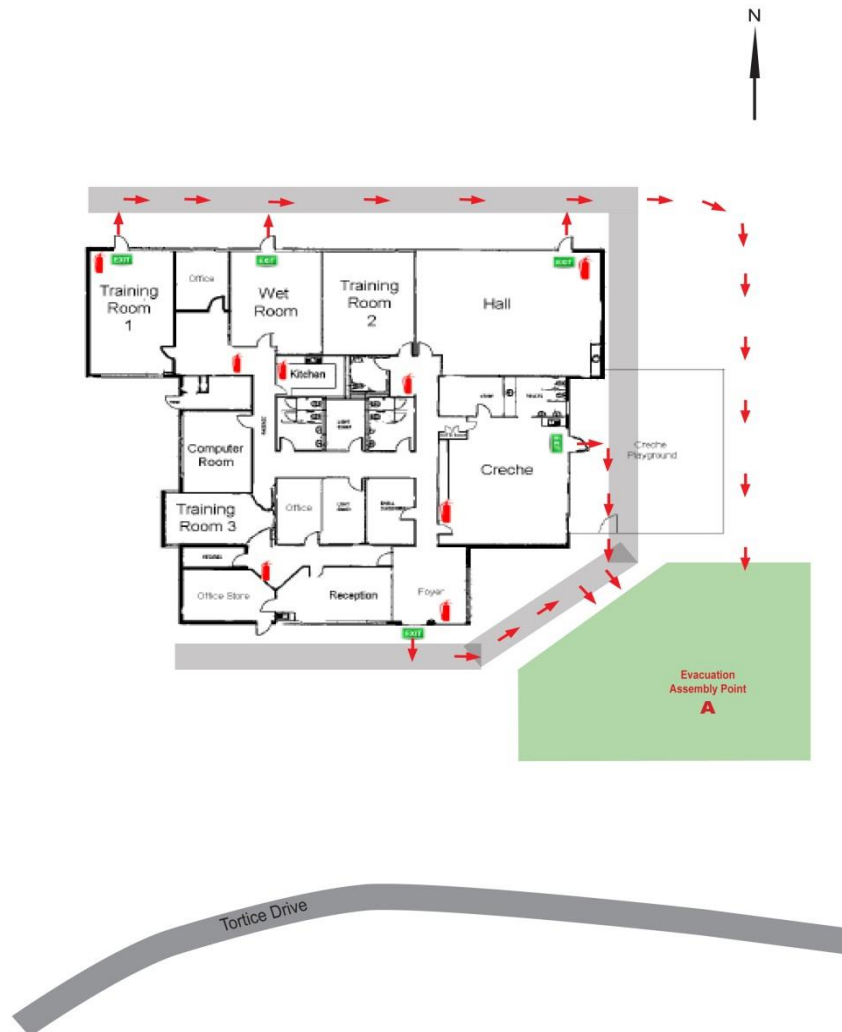 N
EXIT
EXIT
EXIT
Office
Training
Room
1
Wet
Room
Training
Room
2
Hall
Kitchen
Computer
Room
EXIT
Creche
Creche
Playground
Training
Room 3
Office
Office Store
Reception
Foyer
EXIT
Evacuation
Assembly Point
A
Tortice Drive